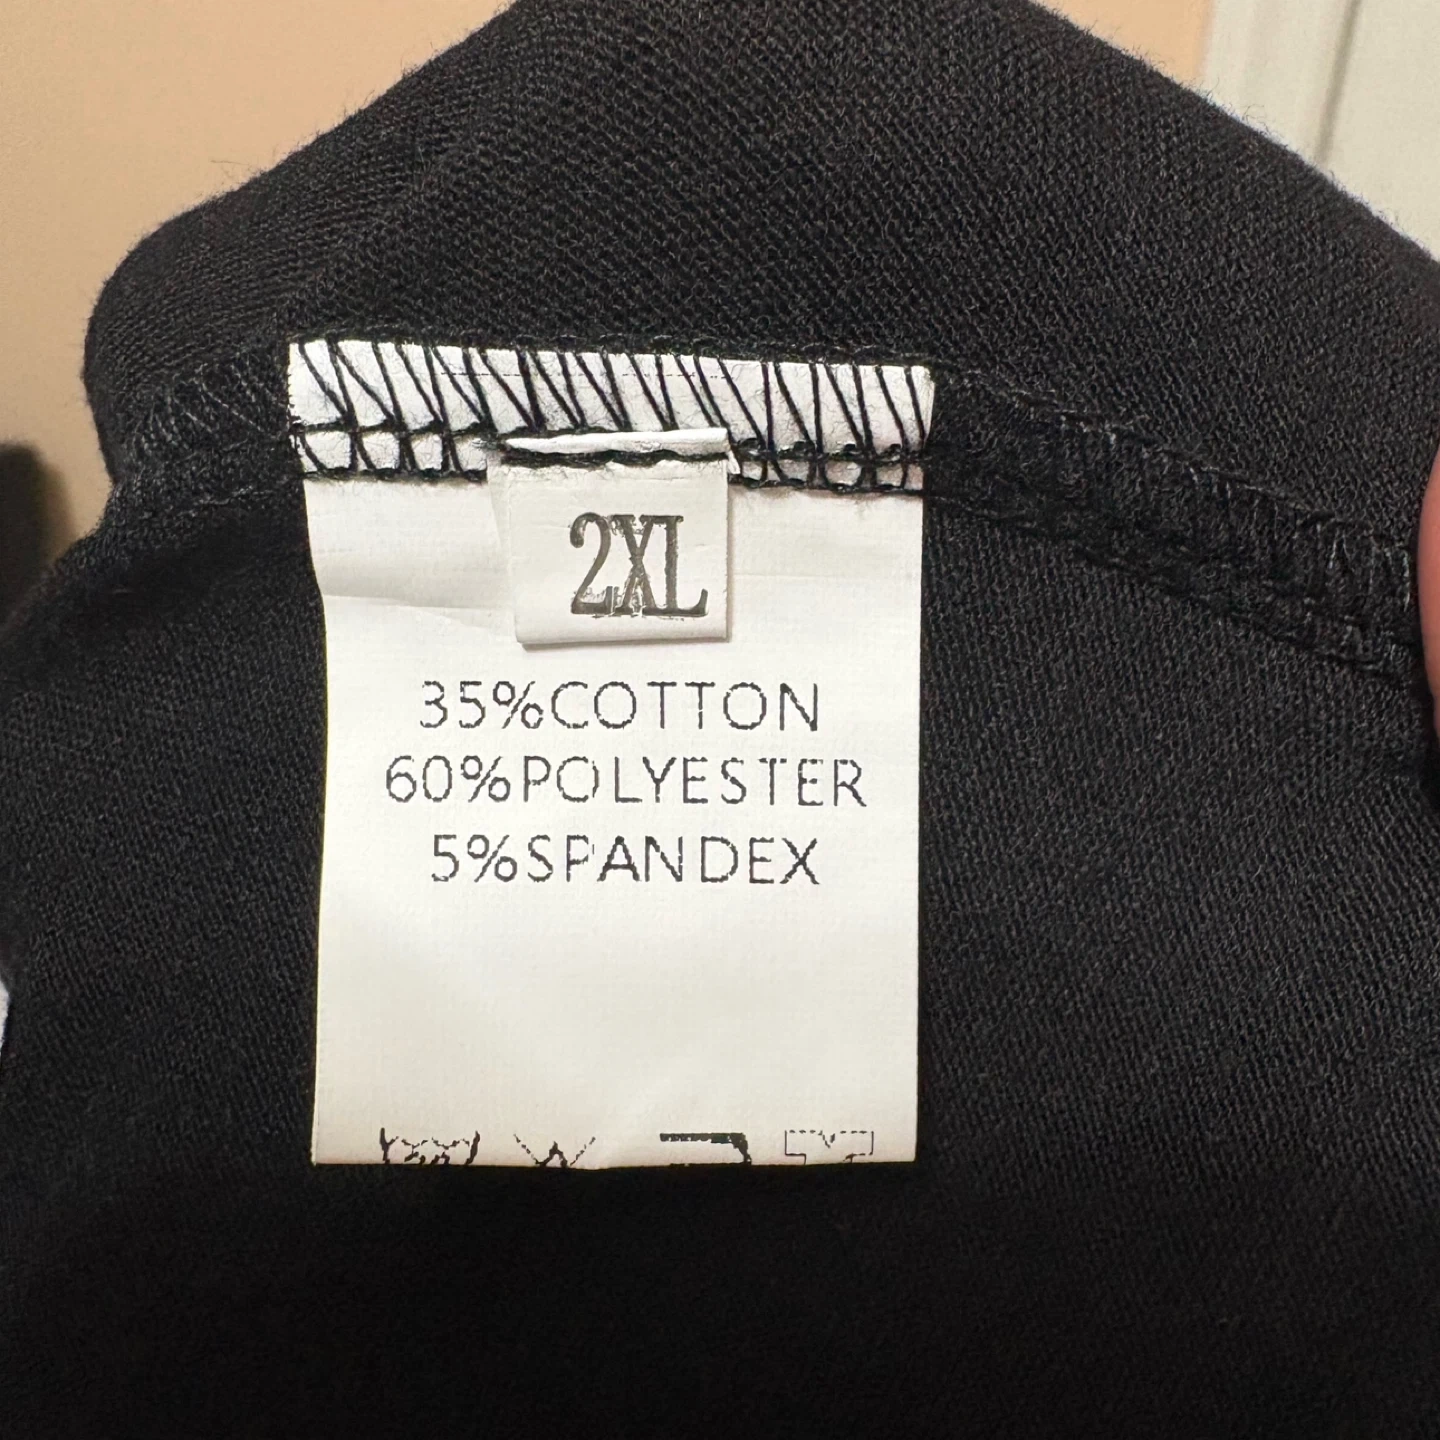 2XL
35%COTTON
60%POLYESTER
5%SPANDEX